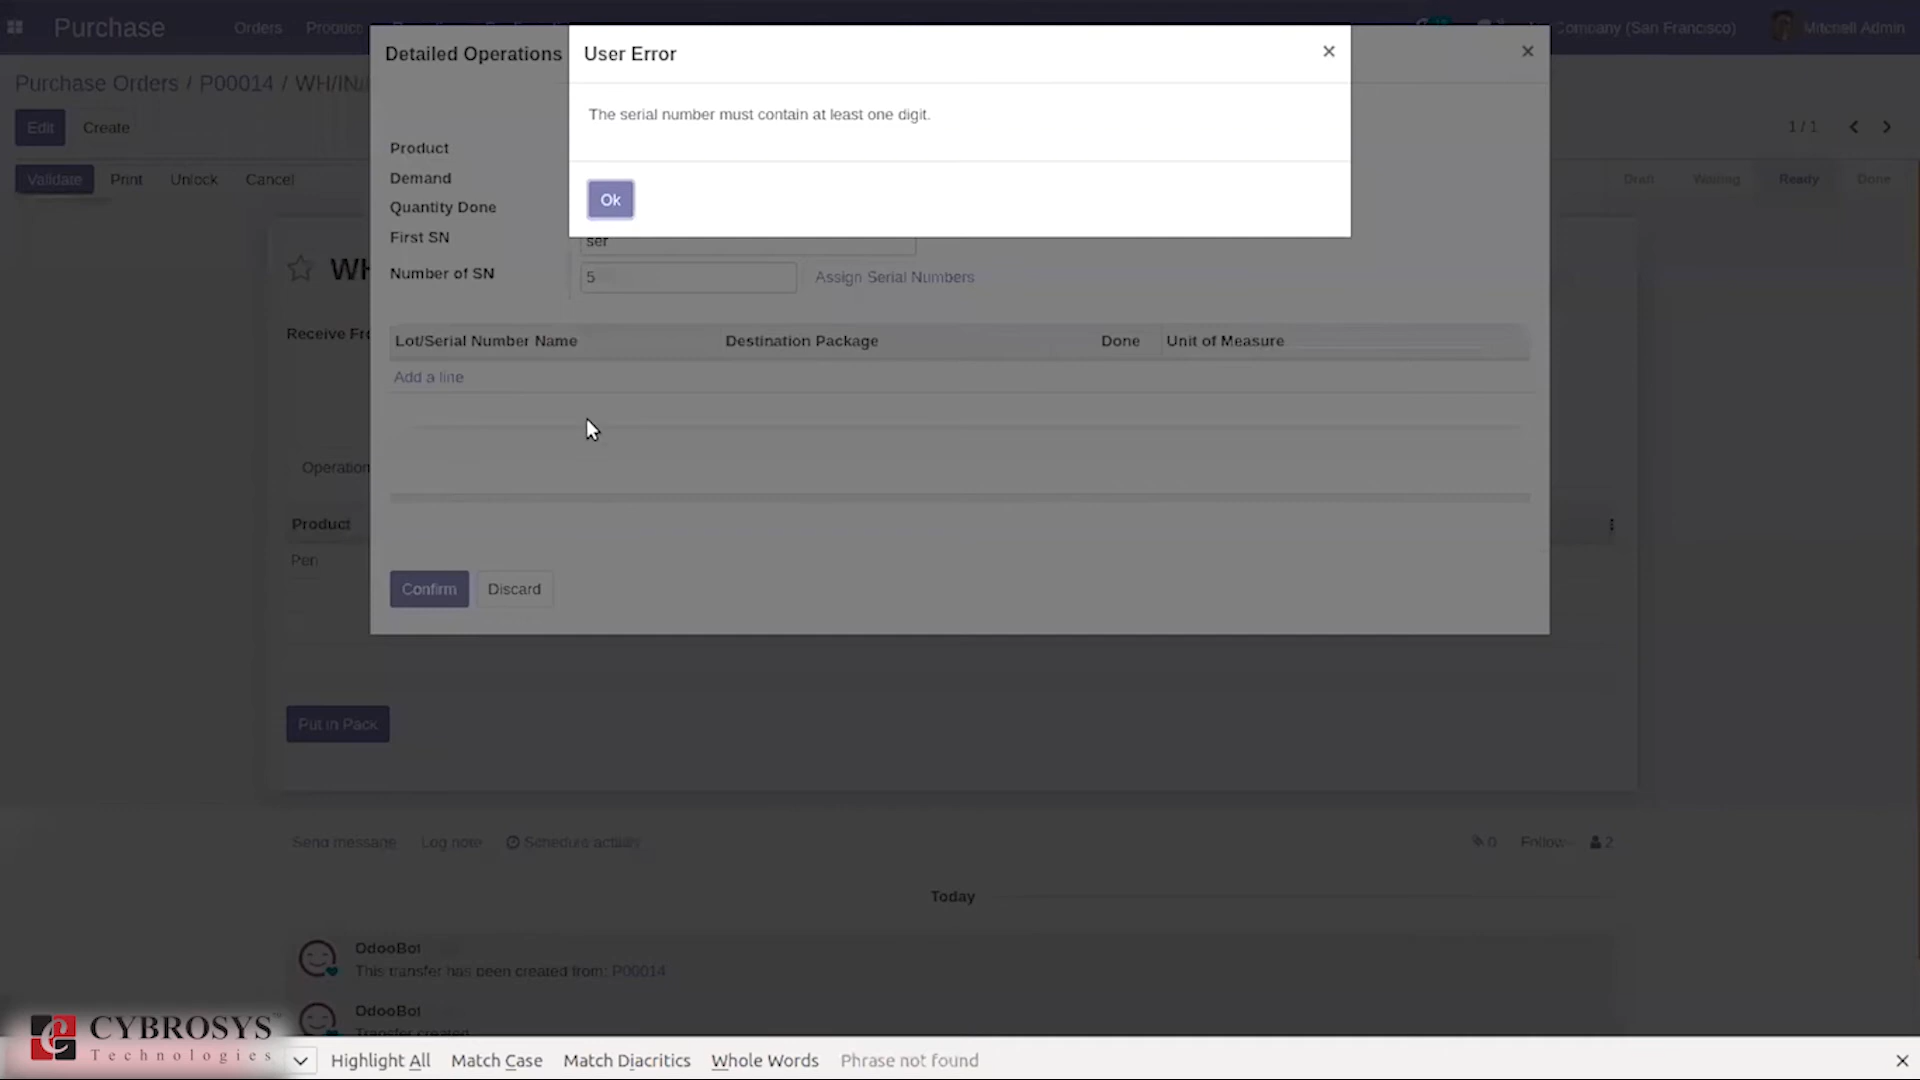 Purchase
Orders
Company (San Francisco)
Mitchell Admin
Purchase Orders / P00014 / WH/IN/
Edit
Create
1 / 1
Validate
Print
Unlock
Cancel
Draft
Waiting
Ready
Done
Detailed Operations
User Error
The serial number must contain at least one digit.
Ok
Product
Demand
Quantity Done
First SN
ser
Number of SN
5
Assign Serial Numbers
Lot/Serial Number Name
Destination Package
Done
Unit of Measure
Add a line
Confirm
Discard
Product
Pen
Put in Pack
Send message
Log note
Schedule activity
0
Follow
2
Today
OdooBot
This transfer has been created from: P00014
OdooBot
Transfer created
CYBROSYS
Technologies
Highlight All
Match Case
Match Diacritics
Whole Words
Phrase not found